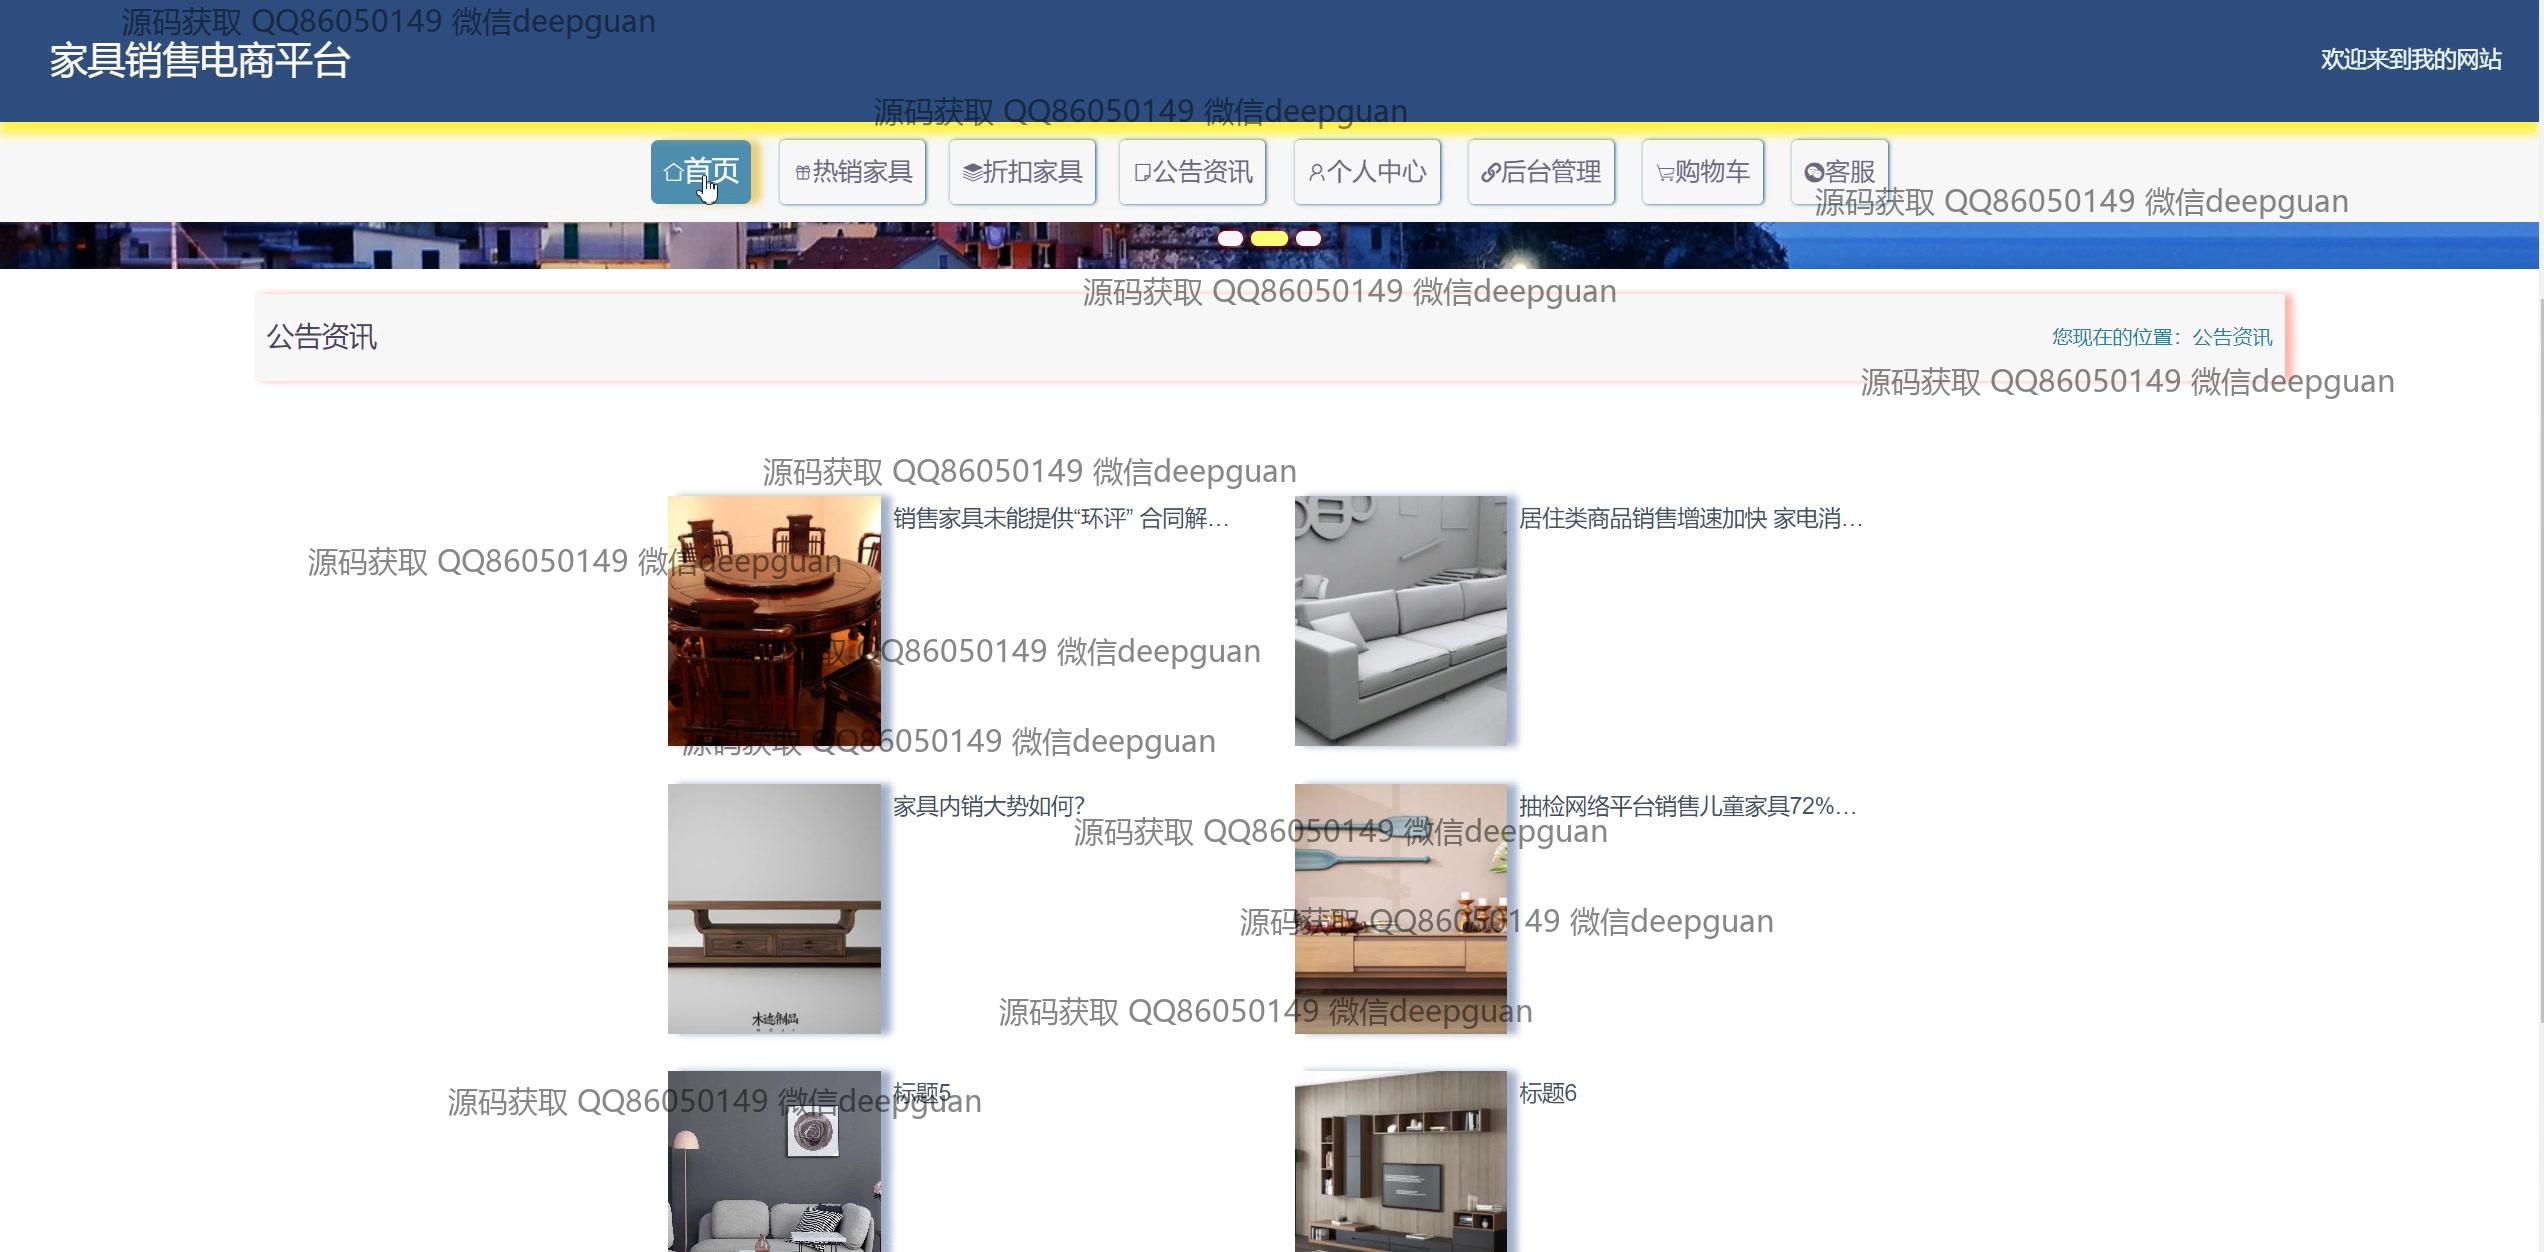 源码获取 QQ86050149 微信deepguan
家具销售电商平台
欢迎来到我的网站
源码获取 QQ86050149 微信deepguan
首页
热销家具
折扣家具
公告资讯
个人中心
后台管理
购物车
客服
源码获取 QQ86050149 微信deepguan
源码获取 QQ86050149 微信deepguan
公告资讯
您现在的位置：公告资讯
源码获取 QQ86050149 微信deepguan
源码获取 QQ86050149 微信deepguan
销售家具未能提供“环评” 合同解…
居住类商品销售增速加快 家电消…
源码获取 QQ86050149 微信deepguan
源码获取 QQ86050149 微信deepguan
源码获取 QQ86050149 微信deepguan
家具内销大势如何？
抽检网络平台销售儿童家具72%…
源码获取 QQ86050149 微信deepguan
源码获取 QQ86050149 微信deepguan
源码获取 QQ86050149 微信deepguan
标题5
标题6
源码获取 QQ86050149 微信deepguan